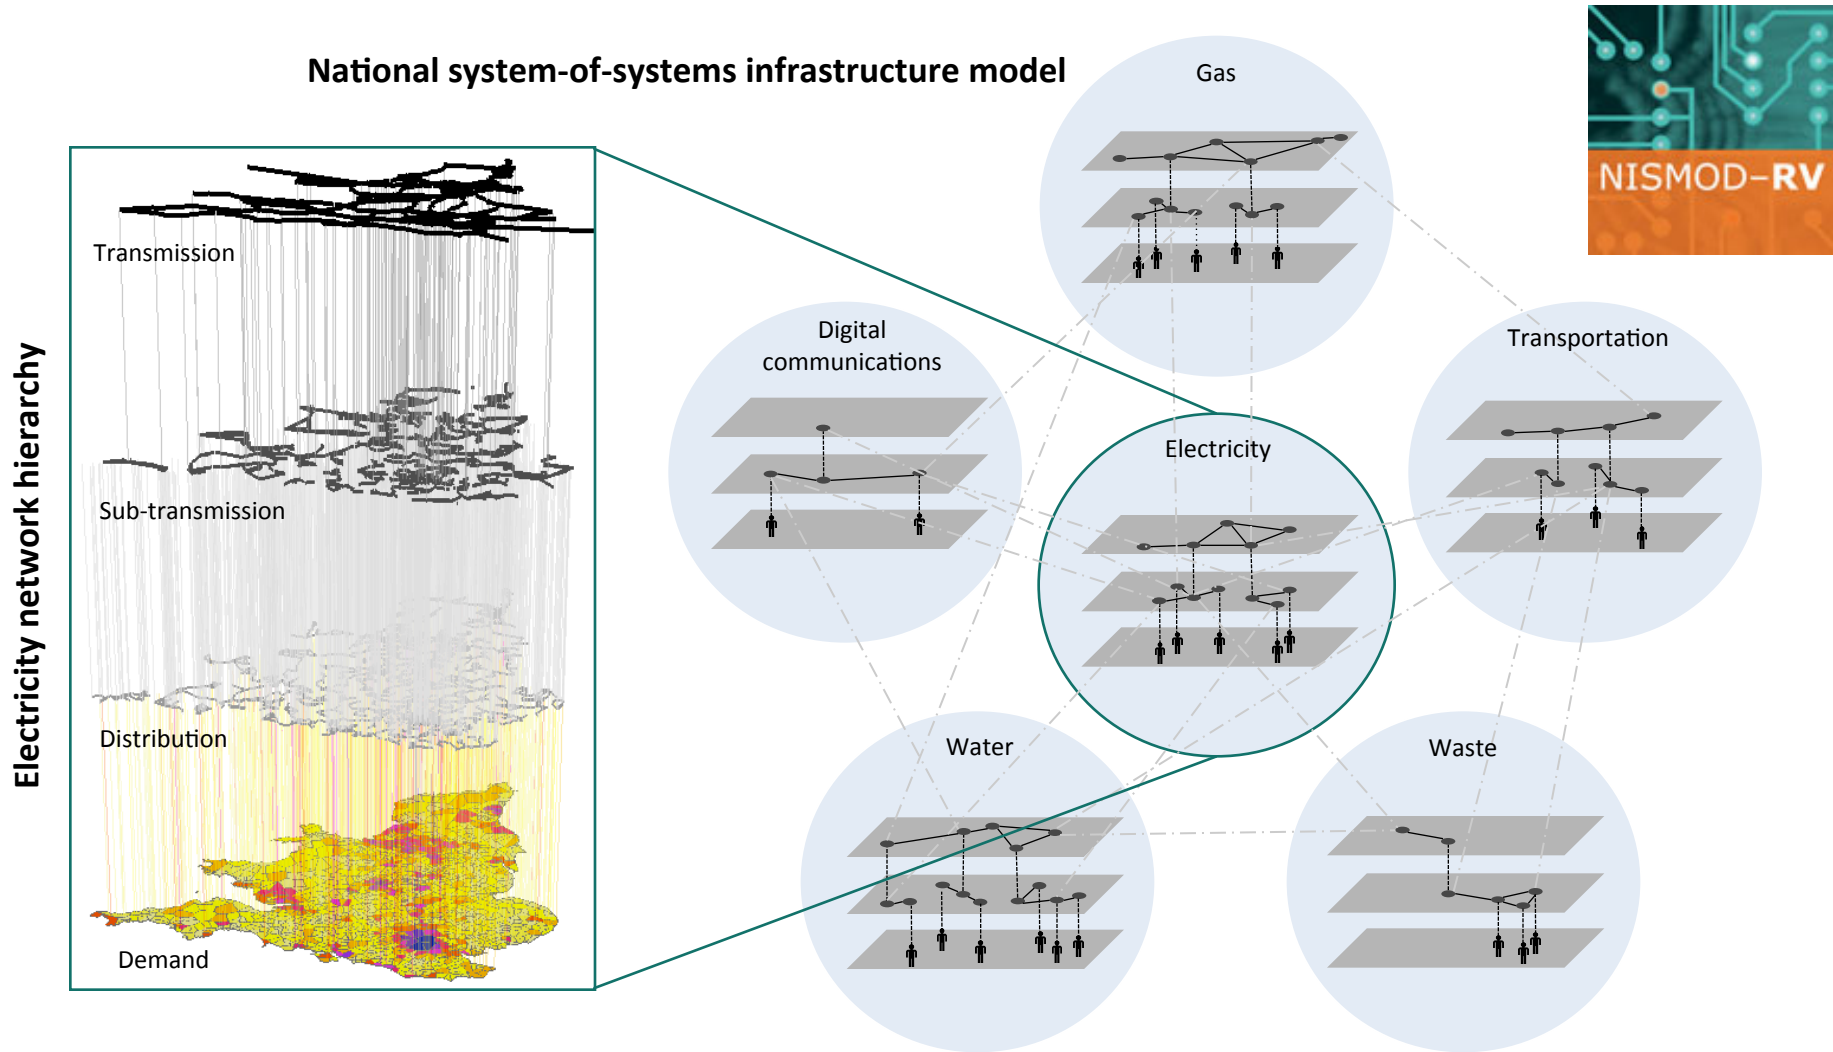 National system-of-systems infrastructure model
NISMOD–RV
Electricity network hierarchy
Transmission
Sub-transmission
Distribution
Demand
Gas
Digital
communications
Transportation
Electricity
Water
Waste